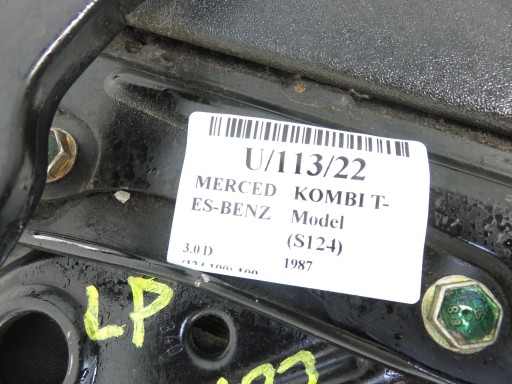 U/113/22
MERCED KOMBI T-
ES-BENZ Model
(S124)
3.0 D 1987
LP